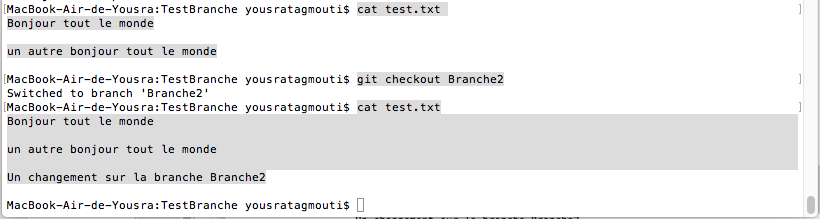 [MacBook-Air-de-Yousra:TestBranche yousratagmouti$ cat test.txt ]
Bonjour tout le monde
un autre bonjour tout le monde
[MacBook-Air-de-Yousra:TestBranche yousratagmouti$ git checkout Branche2 ]
Switched to branch 'Branche2'
[MacBook-Air-de-Yousra:TestBranche yousratagmouti$ cat test.txt ]
Bonjour tout le monde
un autre bonjour tout le monde
Un changement sur la branche Branche2
MacBook-Air-de-Yousra:TestBranche yousratagmouti$